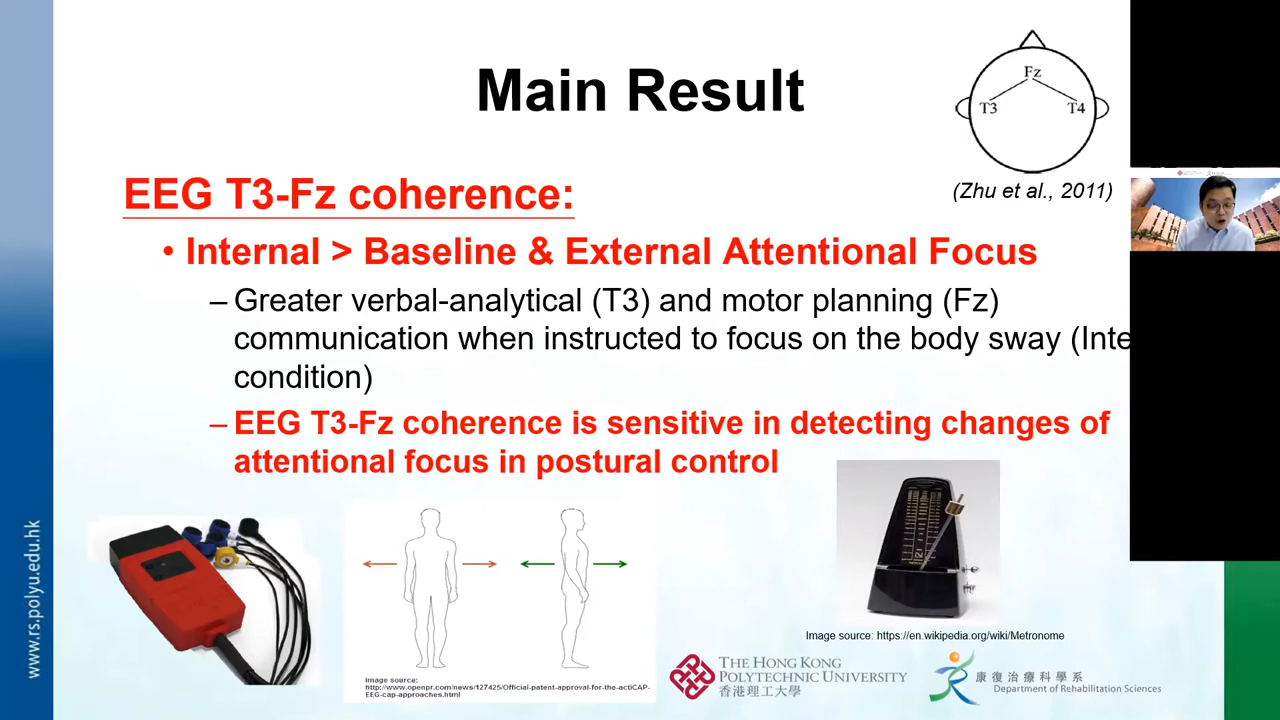 Main Result
Fz
T3
T4
(Zhu et al., 2011)
EEG T3-Fz coherence:
• Internal > Baseline & External Attentional Focus
– Greater verbal-analytical (T3) and motor planning (Fz)
communication when instructed to focus on the body sway (Inte
condition)
– EEG T3-Fz coherence is sensitive in detecting changes of
attentional focus in postural control
www.rs.polyu.edu.hk
Image source: https://en.wikipedia.org/wiki/Metronome
Image source:
http://www.openpr.com/news/127425/Official-patent-approval-for-the-actiCAP-
EEG-cap-approaches.html
THE HONG KONG
POLYTECHNIC UNIVERSITY
香港理工大學
康復治療科學系
Department of Rehabilitation Sciences